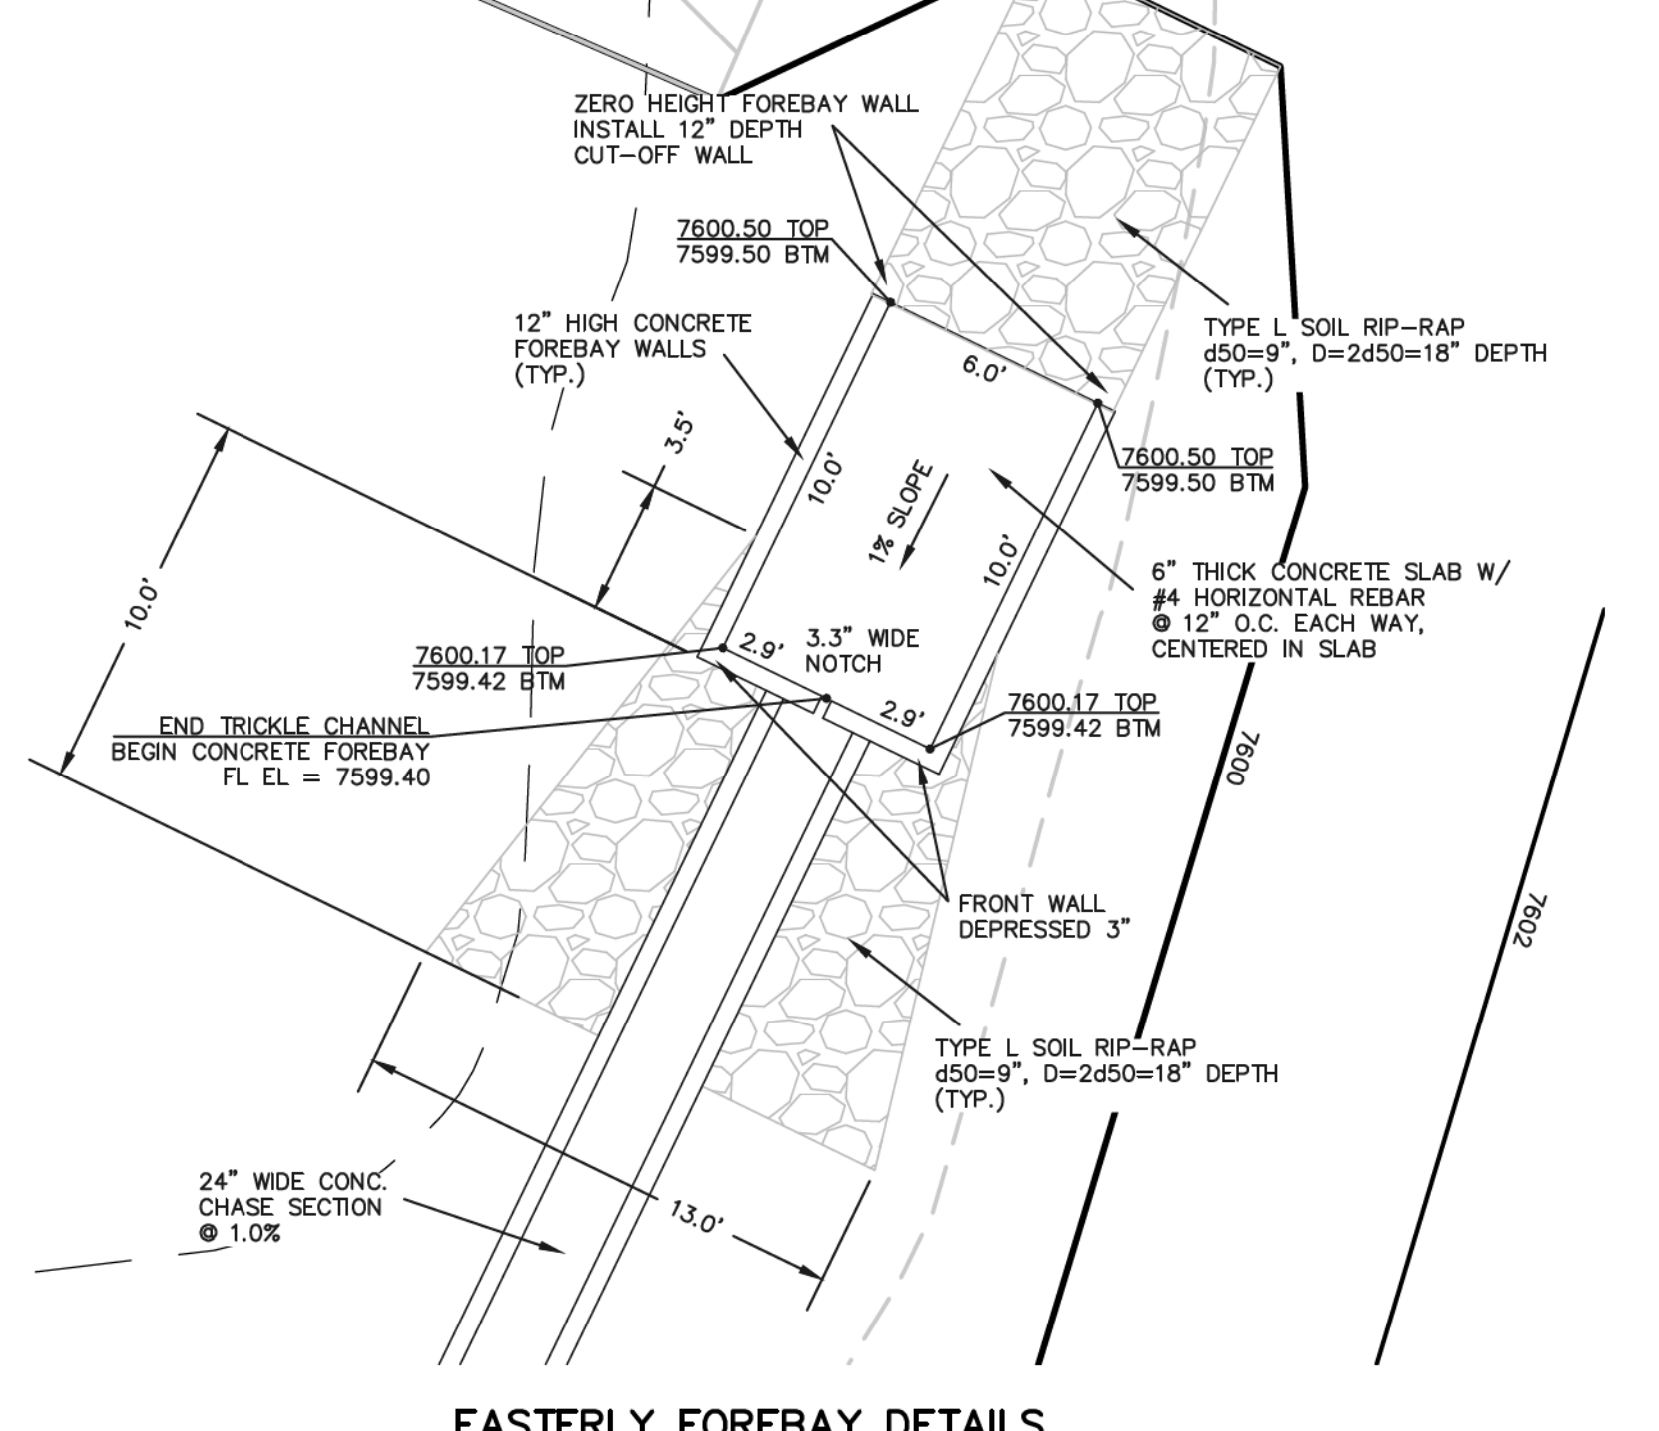 ZERO HEIGHT FOREBAY WALL
INSTALL 12" DEPTH
CUT-OFF WALL
7600.50 TOP
7599.50 BTM
12" HIGH CONCRETE
FOREBAY WALLS
(TYP.)
TYPE L SOIL RIP-RAP
d50=9", D=2d50=18" DEPTH
(TYP.)
6.0'
3.5'
10.0'
1% SLOPE
10.0'
7600.50 TOP
7599.50 BTM
10.0'
6" THICK CONCRETE SLAB W/
#4 HORIZONTAL REBAR
@ 12" O.C. EACH WAY,
CENTERED IN SLAB
2.9'
3.3" WIDE
NOTCH
7600.17 TOP
7599.42 BTM
2.9'
7600.17 TOP
7599.42 BTM
END TRICKLE CHANNEL
BEGIN CONCRETE FOREBAY
FL EL = 7599.40
7600
7602
FRONT WALL
DEPRESSED 3"
TYPE L SOIL RIP-RAP
d50=9", D=2d50=18" DEPTH
(TYP.)
24" WIDE CONC.
CHASE SECTION
@ 1.0%
13.0'
EASTERLY FOREBAY DETAILS